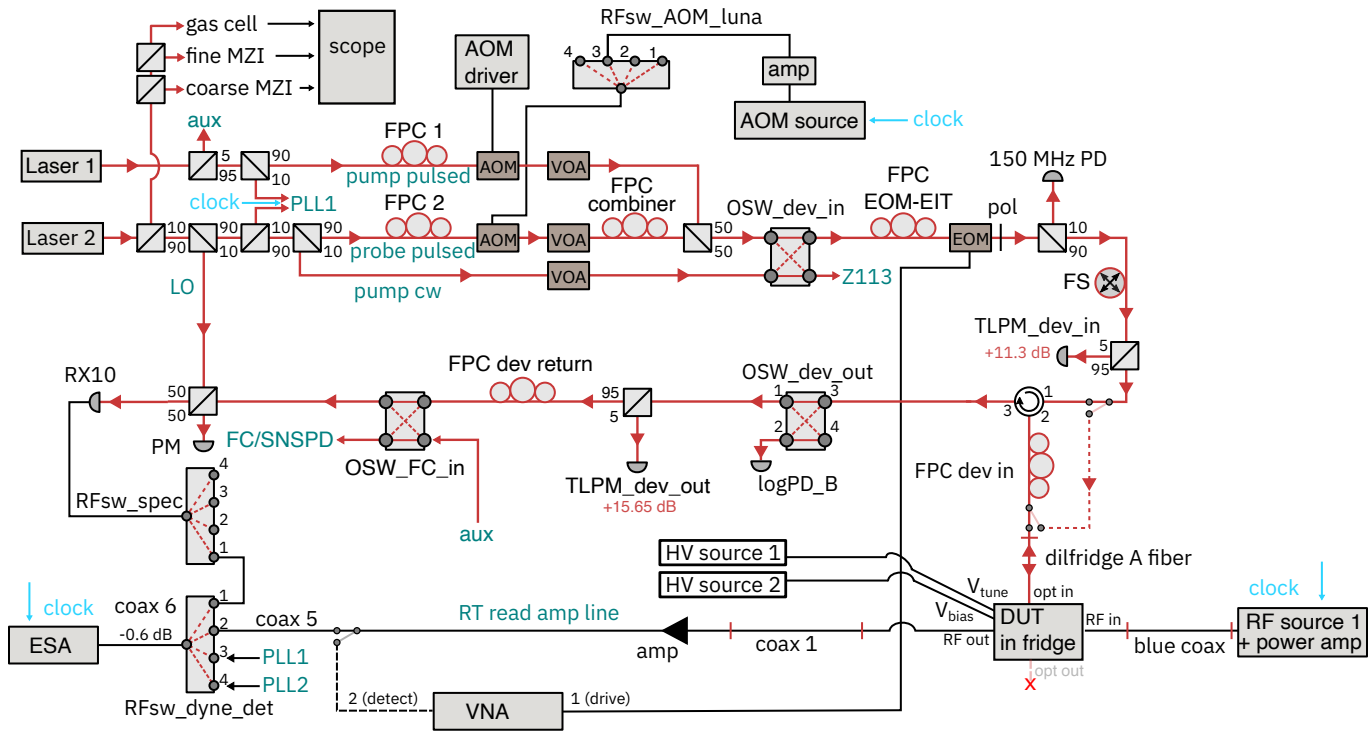 gas cell
fine MZI
coarse MZI
scope
AOM
driver
RFsw_AOM_luna
4
3
2
1
amp
AOM source
clock
aux
Laser 1
5
95
90
10
FPC 1
pump pulsed
AOM
VOA
clock
PLL1
Laser 2
10
90
90
10
10
90
90
10
FPC 2
probe pulsed
AOM
VOA
FPC
combiner
50
50
OSW_dev_in
FPC
EOM-EIT
EOM
pol
150 MHz PD
10
90
LO
pump cw
VOA
Z113
FS
TLPM_dev_in
+11.3 dB
5
95
RX10
50
50
PM
FPC dev return
FC/SNSPD
OSW_FC_in
aux
95
5
TLPM_dev_out
+15.65 dB
OSW_dev_out
1
3
2
4
logPD_B
1
2
3
FPC dev in
RFsw_spec
4
3
2
1
HV source 1
HV source 2
dilfridge A fiber
Vtune
Vbias
opt in
DUT
in fridge
RF out
RF in
opt out
X
clock
blue coax
RF source 1
+ power amp
clock
ESA
coax 6
-0.6 dB
1
2
3
4
coax 5
PLL1
PLL2
RFsw_dyne_det
RT read amp line
amp
coax 1
2 (detect)
VNA
1 (drive)